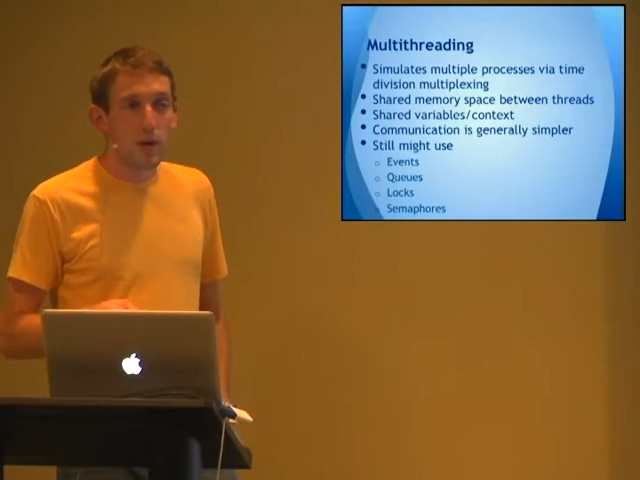 Multithreading
Simulates multiple processes via time
division multiplexing
Shared memory space between threads
Shared variables/context
Communication is generally simpler
Still might use
Events
Queues
Locks
Semaphores